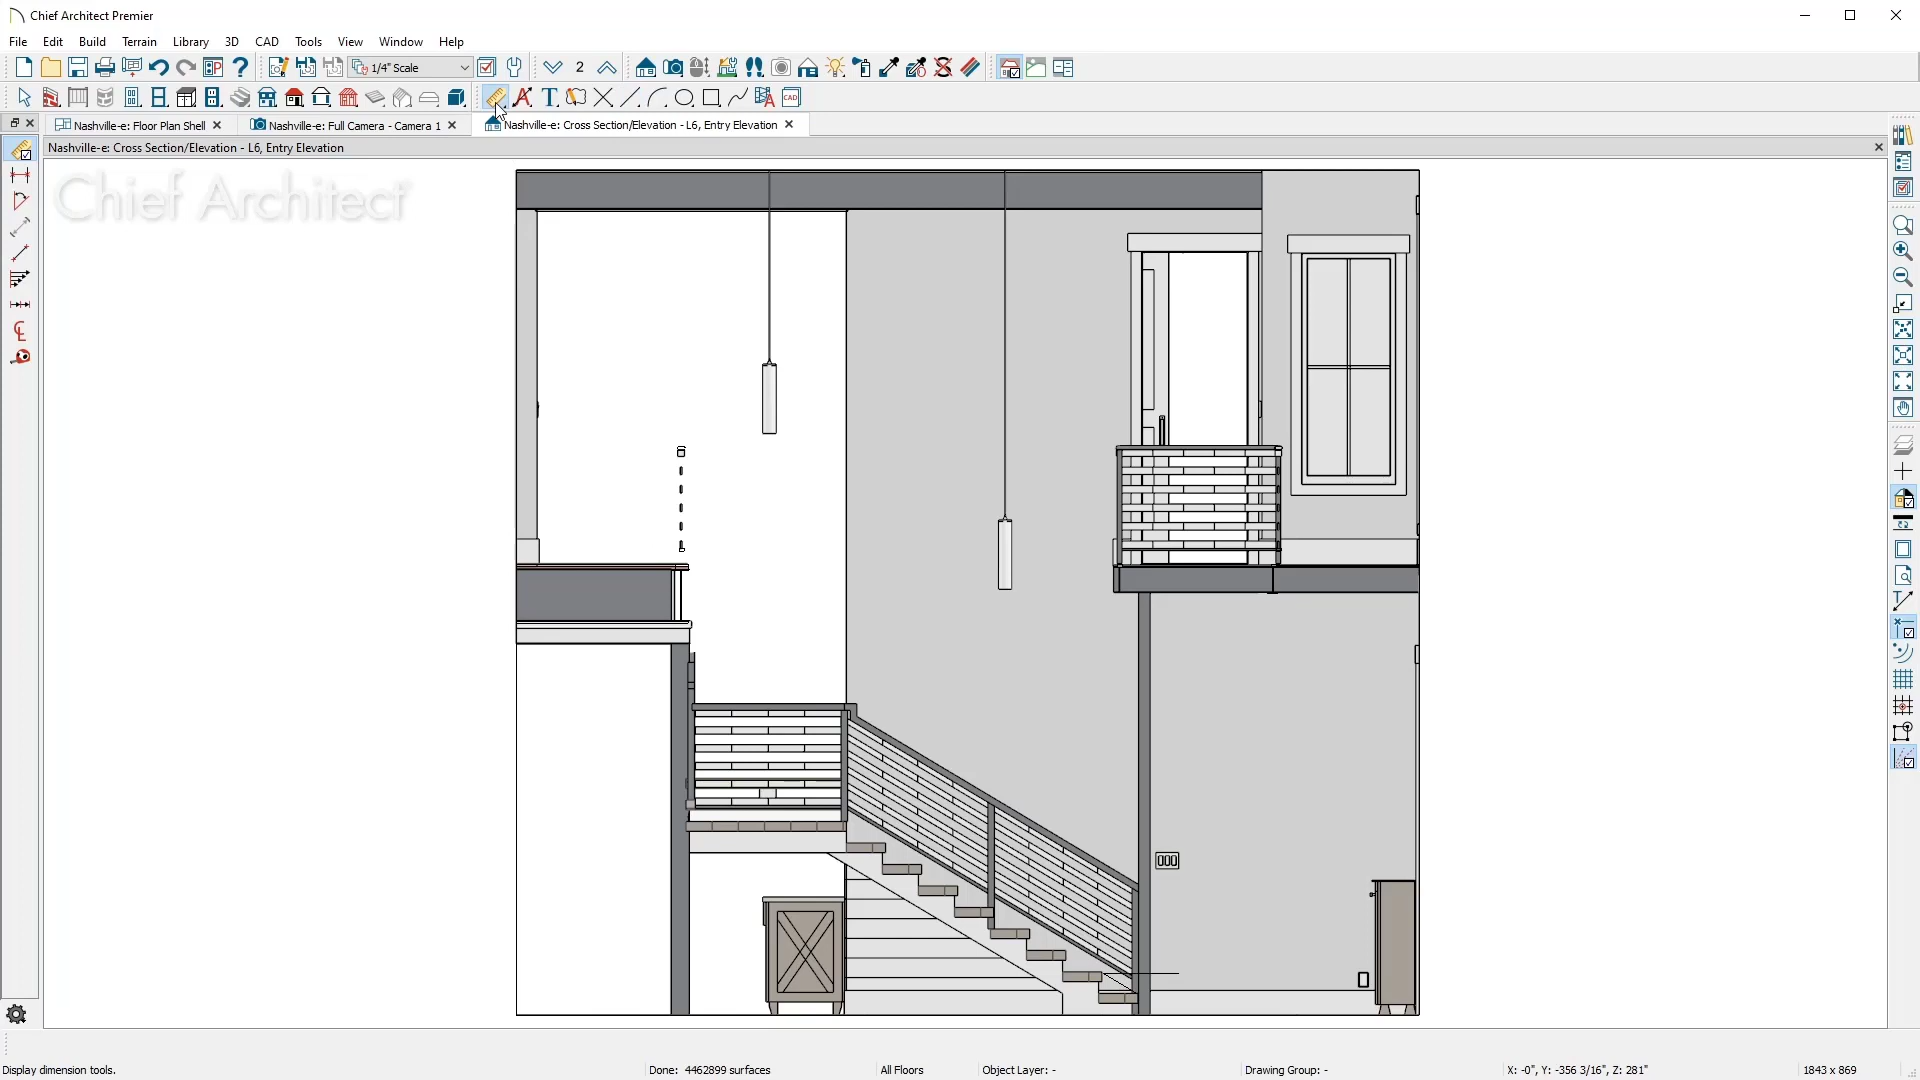 Chief Architect Premier
File Edit Build Terrain Library 3D CAD Tools View Window Help
1/4" Scale 2
T A CAD
Nashville-e: Floor Plan Shell Nashville-e: Full Camera - Camera 1 Nashville-e: Cross Section/Elevation - L6, Entry Elevation
Nashville-e: Cross Section/Elevation - L6, Entry Elevation
Chief Architect
Display dimension tools. Done: 4462899 surfaces All Floors Object Layer: - Drawing Group: - X: -0", Y: -356 3/16", Z: 281" 1843 x 869